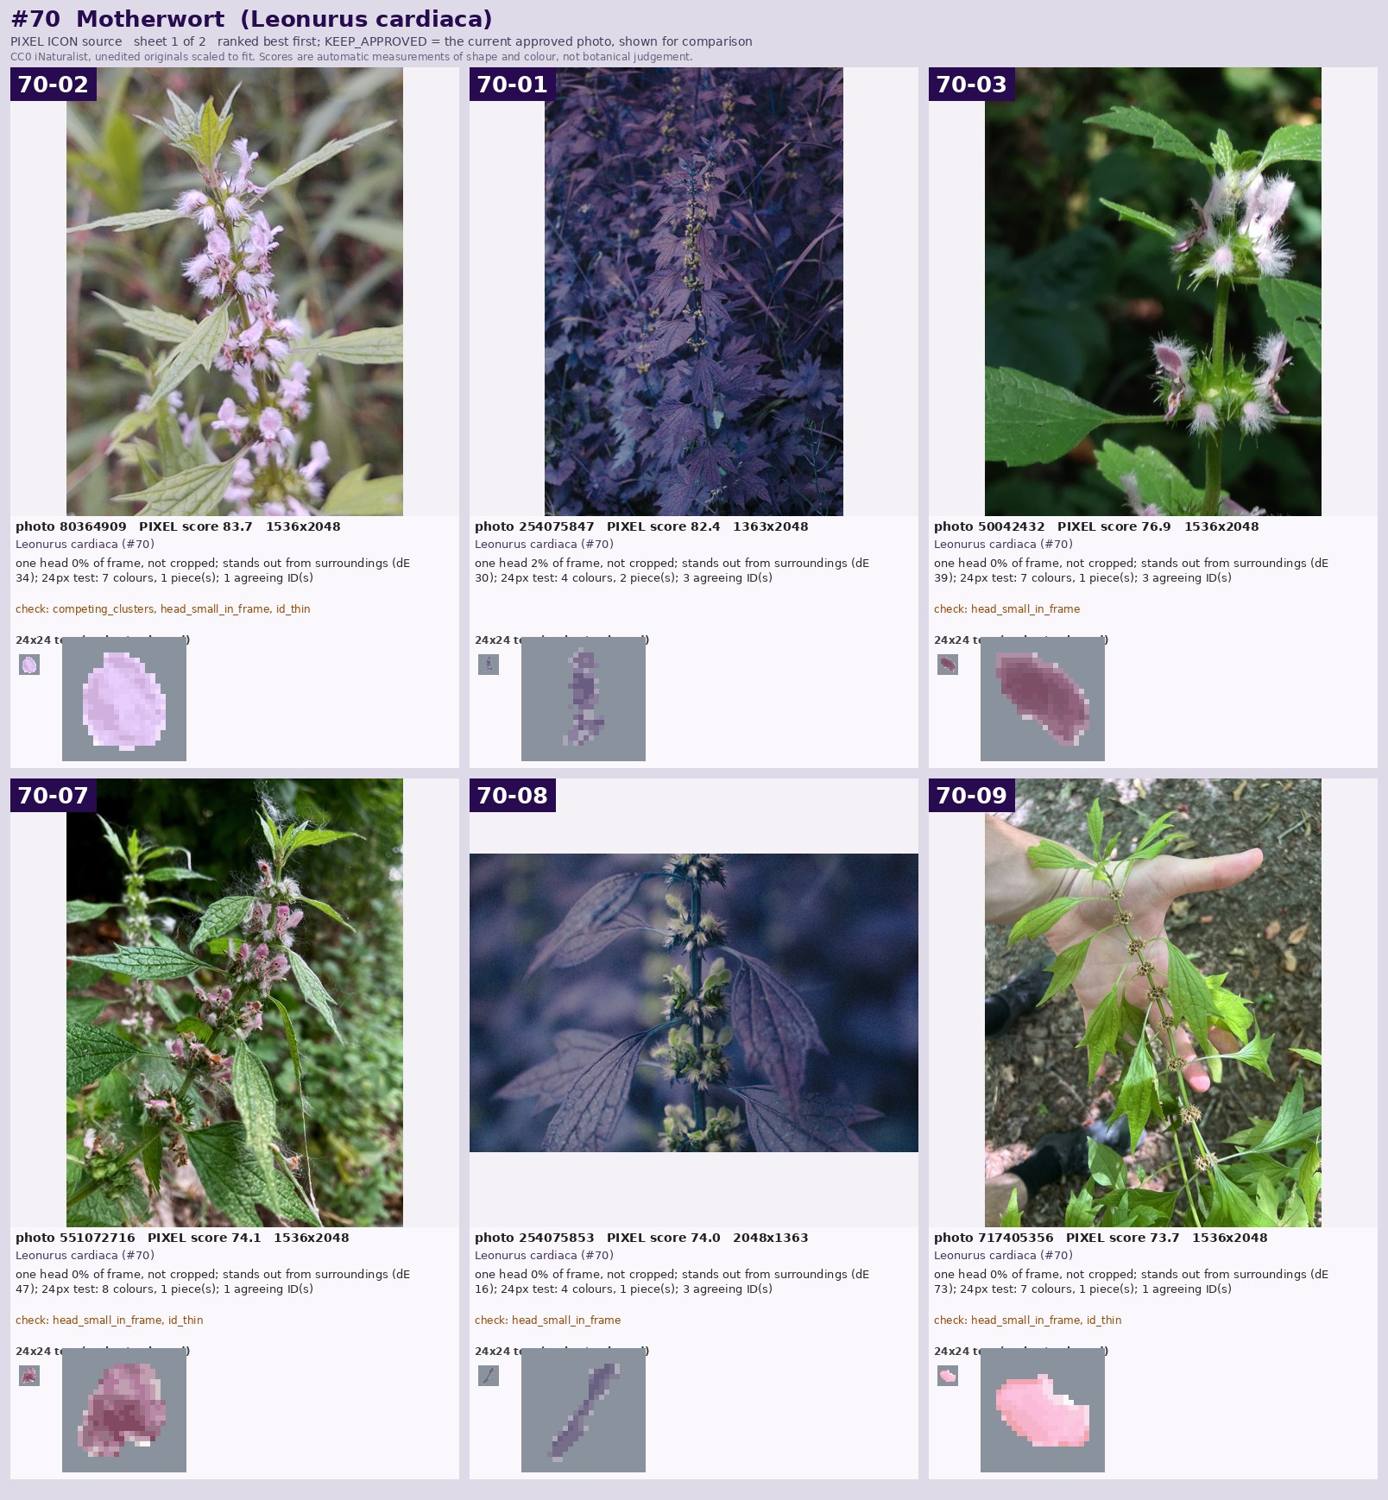 #70 Motherwort (Leonurus cardiaca)
PIXEL ICON source sheet 1 of 2 ranked best first; KEEP_APPROVED = the current approved photo, shown for comparison
CC0 iNaturalist, unedited originals scaled to fit. Scores are automatic measurements of shape and colour, not botanical judgement.
70-02
photo 80364909 PIXEL score 83.7 1536x2048
Leonurus cardiaca (#70)
one head 0% of frame, not cropped; stands out from surroundings (dE
34); 24px test: 7 colours, 1 piece(s); 1 agreeing ID(s)
check: competing_clusters, head_small_in_frame, id_thin
24x24
70-01
photo 254075847 PIXEL score 82.4 1363x2048
Leonurus cardiaca (#70)
one head 2% of frame, not cropped; stands out from surroundings (dE
30); 24px test: 4 colours, 2 piece(s); 3 agreeing ID(s)
24x24
70-03
photo 50042432 PIXEL score 76.9 1536x2048
Leonurus cardiaca (#70)
one head 0% of frame, not cropped; stands out from surroundings (dE
39); 24px test: 7 colours, 1 piece(s); 3 agreeing ID(s)
check: head_small_in_frame
24x24
70-07
photo 551072716 PIXEL score 74.1 1536x2048
Leonurus cardiaca (#70)
one head 0% of frame, not cropped; stands out from surroundings (dE
47); 24px test: 8 colours, 1 piece(s); 1 agreeing ID(s)
check: head_small_in_frame, id_thin
24x24
70-08
photo 254075853 PIXEL score 74.0 2048x1363
Leonurus cardiaca (#70)
one head 0% of frame, not cropped; stands out from surroundings (dE
16); 24px test: 4 colours, 1 piece(s); 3 agreeing ID(s)
check: head_small_in_frame
24x24
70-09
photo 717405356 PIXEL score 73.7 1536x2048
Leonurus cardiaca (#70)
one head 0% of frame, not cropped; stands out from surroundings (dE
73); 24px test: 7 colours, 1 piece(s); 1 agreeing ID(s)
check: head_small_in_frame, id_thin
24x24